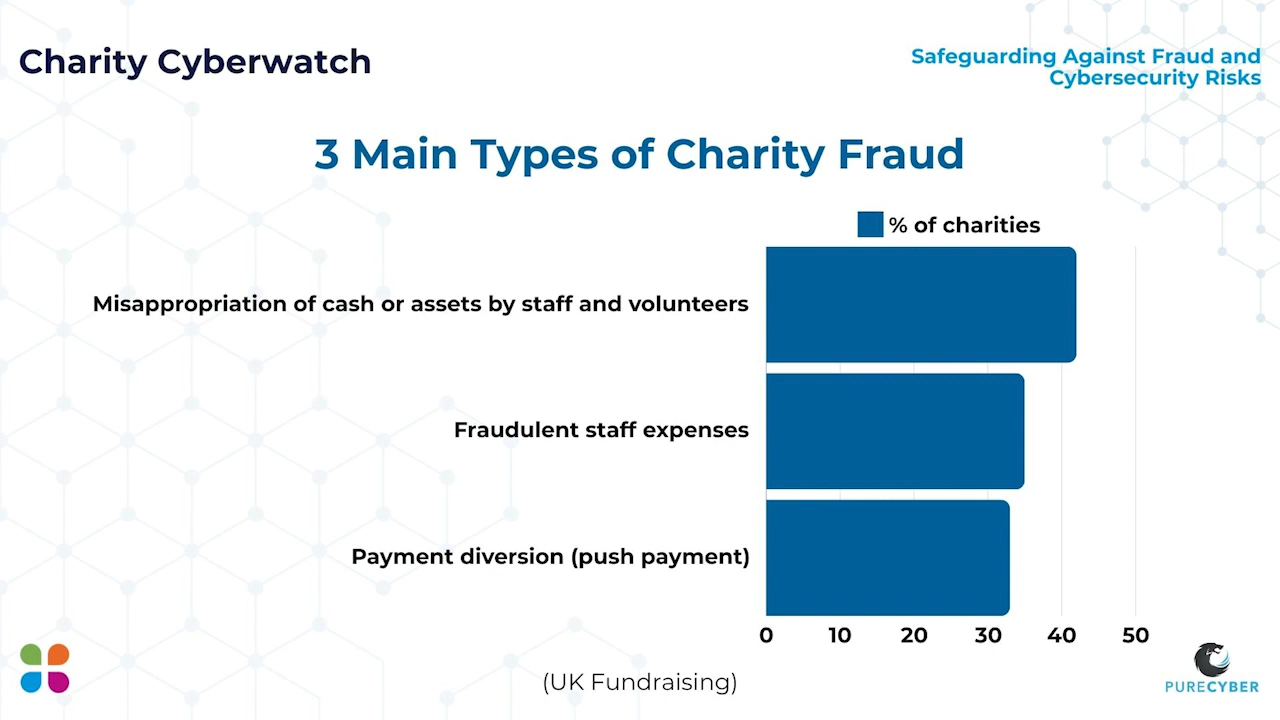 Charity Cyberwatch
Safeguarding Against Fraud and
Cybersecurity Risks
3 Main Types of Charity Fraud
% of charities
Misappropriation of cash or assets by staff and volunteers
Fraudulent staff expenses
Payment diversion (push payment)
0 10 20 30 40 50
(UK Fundraising)
PURECYBER